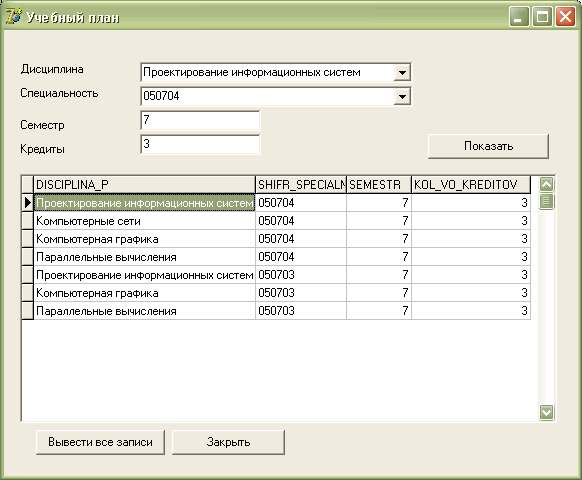 Учебный план
Дисциплина Проектирование информационных систем
Специальность 050704
Семестр 7
Кредиты 3
Показать
DISCIPLINA_P SHIFR_SPECIALN SEMESTR KOL_VO_KREDITOV
Проектирование информационных систем 050704 7 3
Компьютерные сети 050704 7 3
Компьютерная графика 050704 7 3
Параллельные вычисления 050704 7 3
Проектирование информационных систем 050703 7 3
Компьютерная графика 050703 7 3
Параллельные вычисления 050703 7 3
Вывести все записи Закрыть